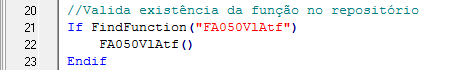 20 //Valida existência da função no repositório
21 If FindFunction("FA050VlAtf")
22 FA050VlAtf()
23 Endif